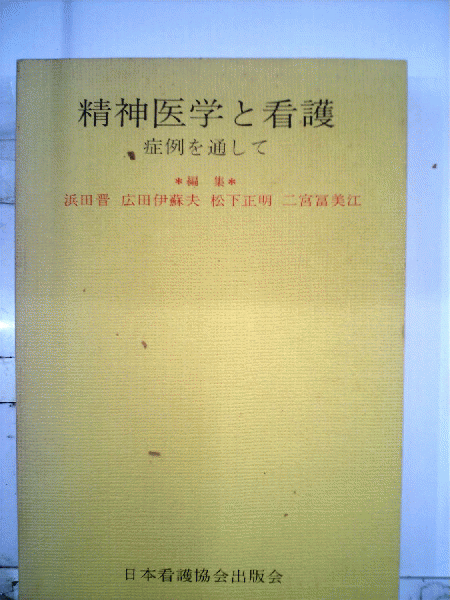 精神医学と看護
症例を通して
*編 集*
浜田晋 広田伊蘇夫 松下正明 二宮冨美江
日本看護協会出版会